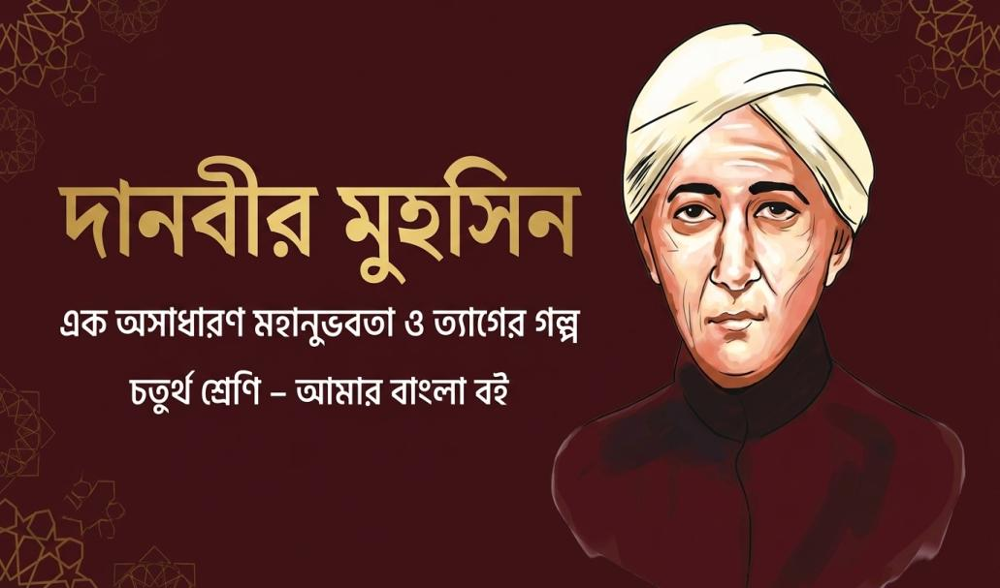 দানবীর মুহসিন
এক অসাধারণ মহানুভবতা ও ত্যাগের গল্প
চতুর্থ শ্রেণি – আমার বাংলা বই